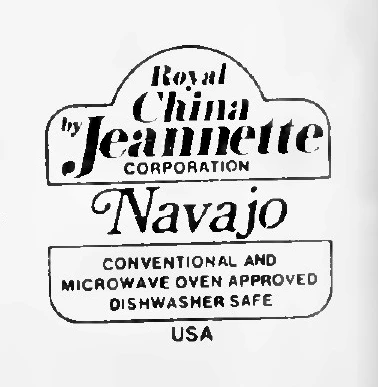 Royal
China
by Jeannette
CORPORATION
Navajo
CONVENTIONAL AND
MICROWAVE OVEN APPROVED
DISHWASHER SAFE
USA